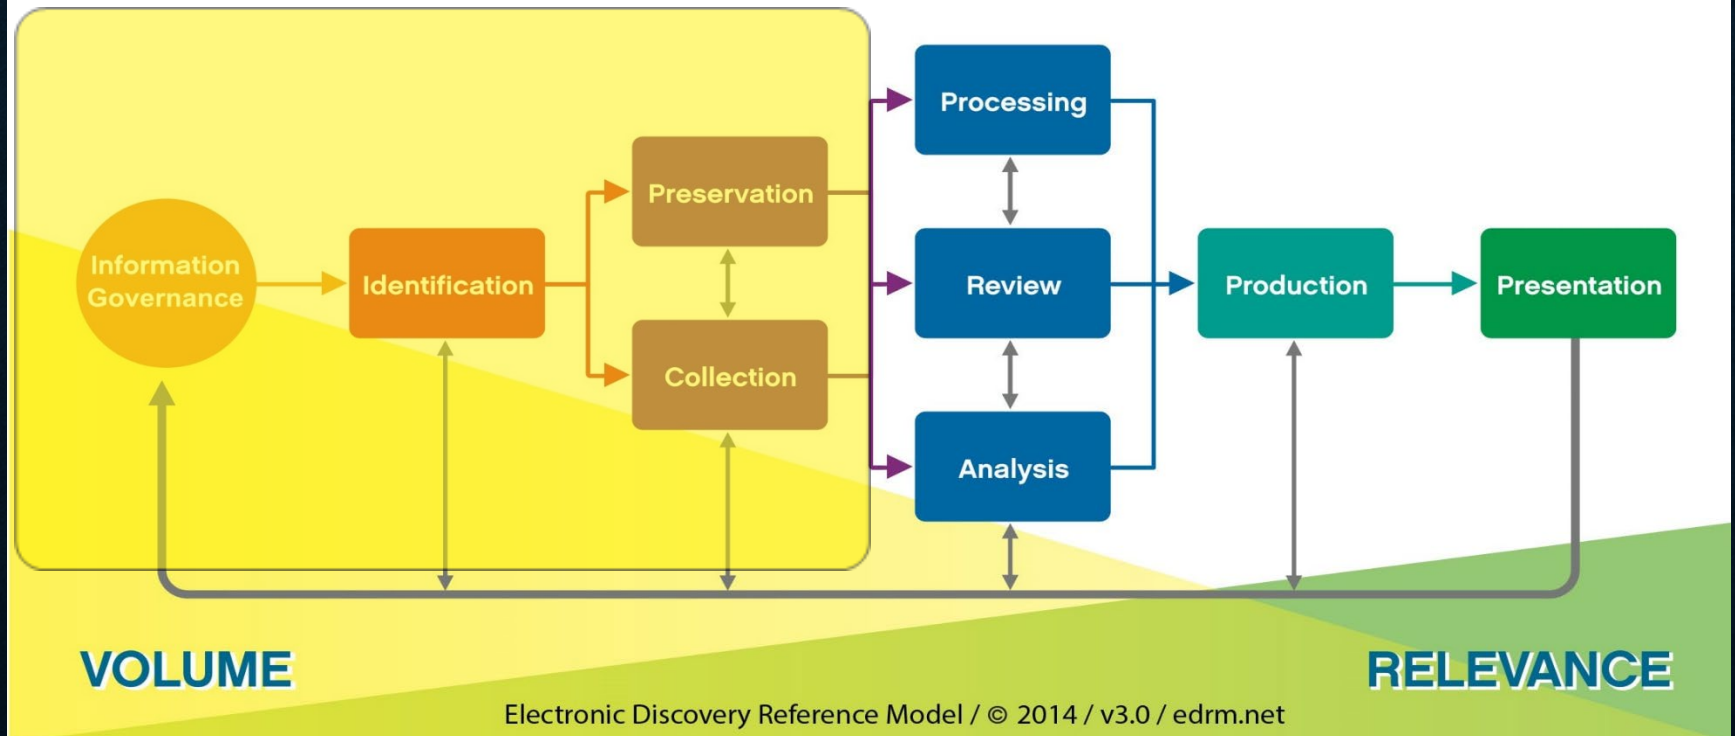 Information
Governance
Identification
Preservation
Collection
Processing
Review
Analysis
Production
Presentation
VOLUME
RELEVANCE
Electronic Discovery Reference Model / © 2014 / v3.0 / edrm.net